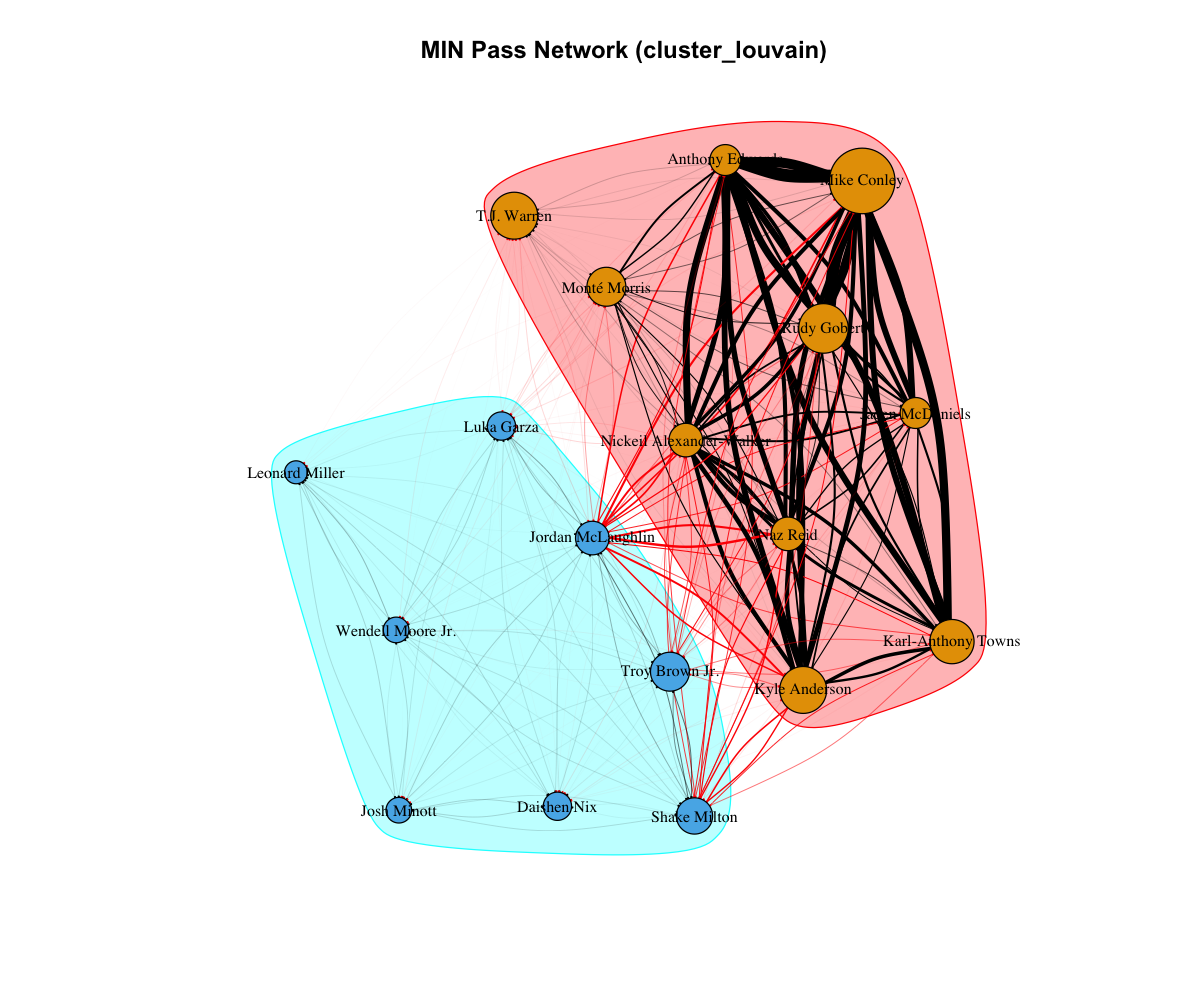 MIN Pass Network (cluster_louvain)
Anthony Edwards
Mike Conley
T.J. Warren
Monté Morris
Rudy Gobert
Jaden McDaniels
Luka Garza
Nickeil Alexander-Walker
Leonard Miller
Jordan McLaughlin
Naz Reid
Wendell Moore Jr.
Karl-Anthony Towns
Troy Brown Jr.
Kyle Anderson
Josh Minott
Daishen Nix
Shake Milton